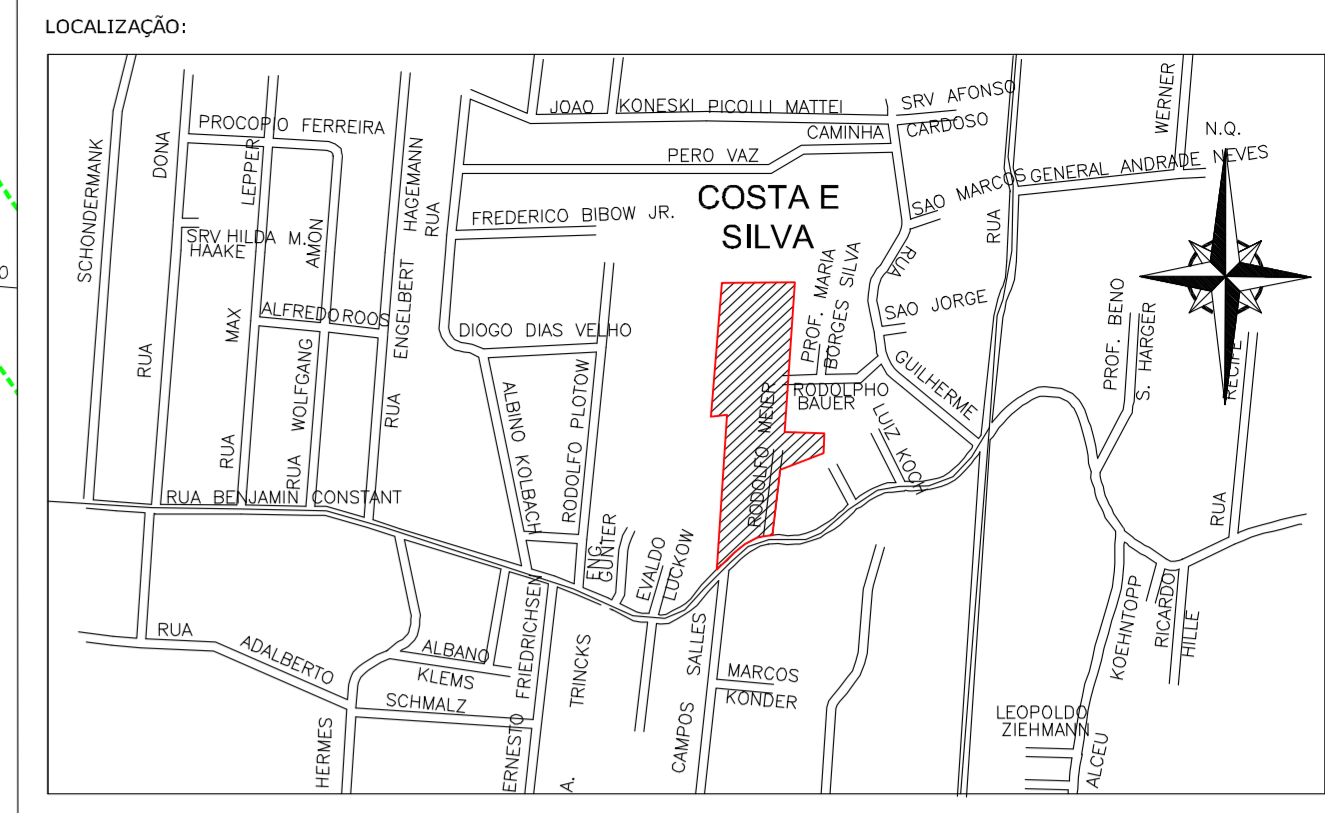 LOCALIZAÇÃO:
JOAO KONESKI PICOLLI MATTEI
SRV AFONSO
CARDOSO
WERNER
N.Q.
PROCOPIO FERREIRA
CAMINHA
PERO VAZ
SCHONDERMANK
DONA
LEPPER
HAGEMANN
RUA
GENERAL ANDRADE NEVES
SAO MARCOS
COSTA E
SILVA
FREDERICO BIBOW JR.
SRV HILDA M.
HAAKE
AMON
RUA
RUA
PROF. MARIA
BORGES SILVA
SAO JORGE
ALFREDO ROOS
ENGELBERT
DIOGO DIAS VELHO
MAX
WOLFGANG
RUA
PROF. BENO
S. HARGER
RECIFE
GUILHERME
RODOLPHO
BAUER
RODOLFO MEIER
LUIZ KOCH
ALBINO KOLBACH
RODOLFO PLOTOW
RUA
RUA
RUA
RUA BENJAMIN CONSTANT
RUA
ENG.
GUNTER
EVALDO
LUCKOW
RUA
ADALBERTO
ALBANO
KLEMS
SCHMALZ
HERMES
ERNESTO FRIEDRICHSEN
A. TRINCKS
CAMPOS SALLES
MARCOS
KONDER
KOEHNTOPP
RICARDO
HILLE
LEOPOLDO
ZIEHMANN
ALCEU